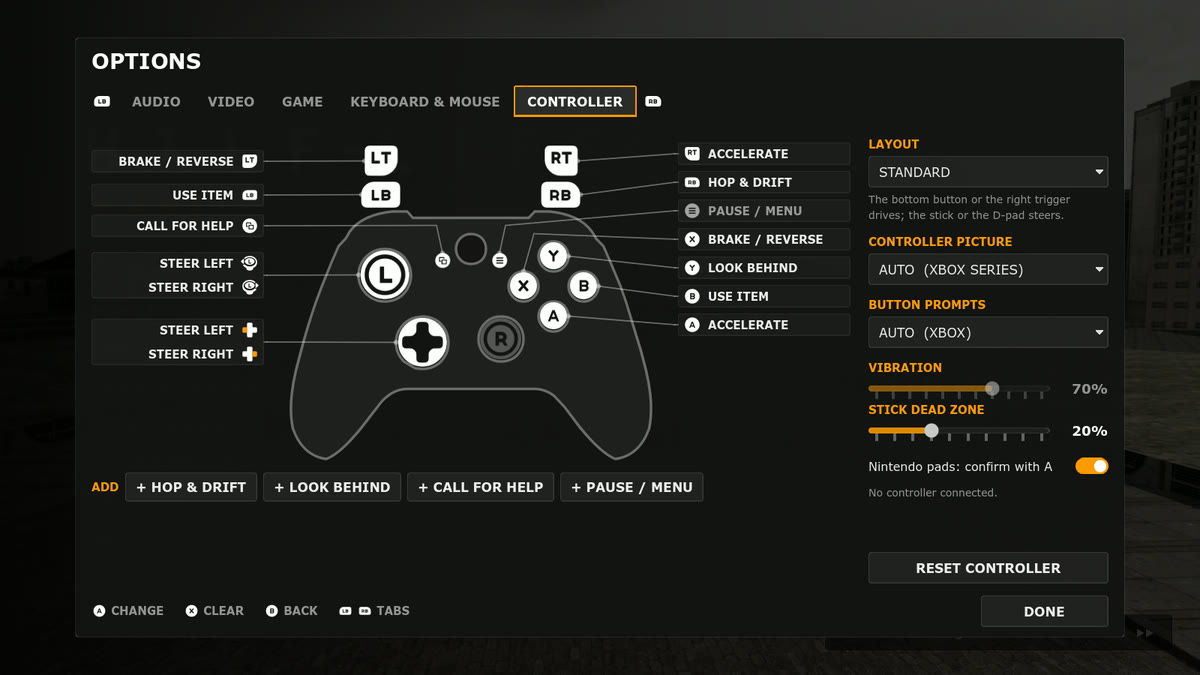 OPTIONS
LB AUDIO VIDEO GAME KEYBOARD & MOUSE CONTROLLER RB
BRAKE / REVERSE LT
USE ITEM LB
CALL FOR HELP
STEER LEFT L
STEER RIGHT L
STEER LEFT
STEER RIGHT
LT RT
LB RB
L Y
X B
A
R
RT ACCELERATE
RB HOP & DRIFT
PAUSE / MENU
X BRAKE / REVERSE
Y LOOK BEHIND
B USE ITEM
A ACCELERATE
ADD + HOP & DRIFT + LOOK BEHIND + CALL FOR HELP + PAUSE / MENU
LAYOUT
STANDARD
The bottom button or the right trigger
drives; the stick or the D-pad steers.
CONTROLLER PICTURE
AUTO (XBOX SERIES)
BUTTON PROMPTS
AUTO (XBOX)
VIBRATION
70%
STICK DEAD ZONE
20%
Nintendo pads: confirm with A
No controller connected.
RESET CONTROLLER
A CHANGE X CLEAR B BACK LB RB TABS
DONE